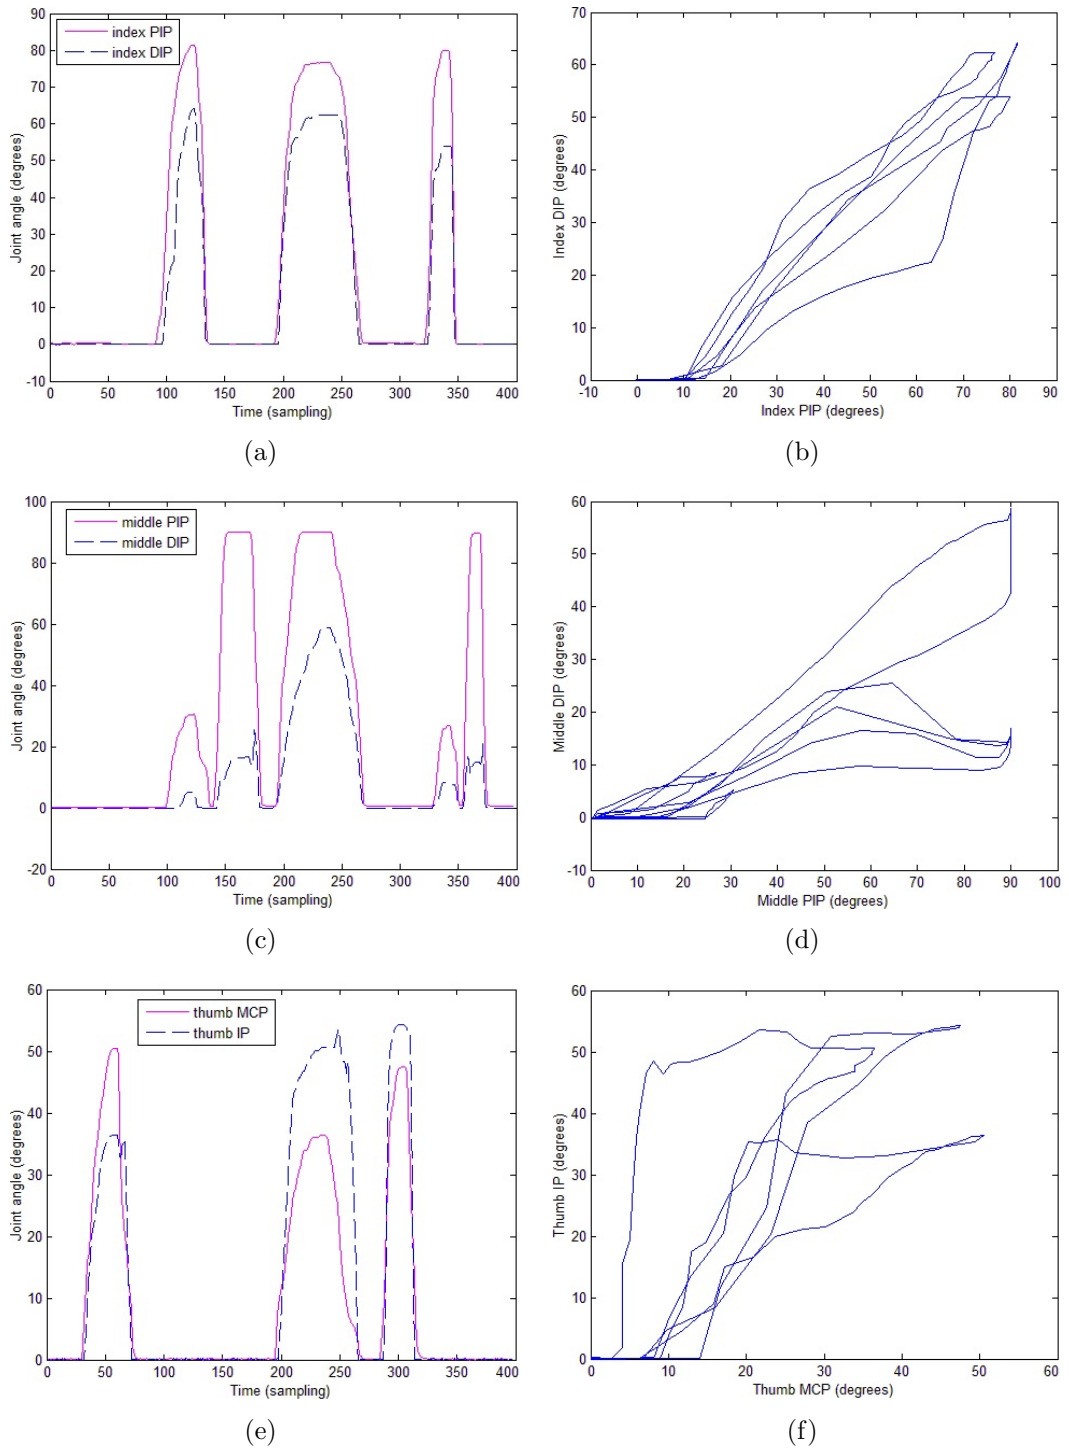 90
80
70
60
50
40
30
20
10
0
-10
Joint angle (degrees)
index PIP
index DIP
0 50 100 150 200 250 300 350 400
Time (sampling)
(a)
70
60
50
40
30
20
10
0
Index DIP (degrees)
-10 0 10 20 30 40 50 60 70 80 90
Index PIP (degrees)
(b)
100
80
60
40
20
0
-20
Joint angle (degrees)
middle PIP
middle DIP
0 50 100 150 200 250 300 350 400
Time (sampling)
(c)
60
50
40
30
20
10
0
-10
Middle DIP (degrees)
0 10 20 30 40 50 60 70 80 90 100
Middle PIP (degrees)
(d)
60
50
40
30
20
10
0
Joint angle (degrees)
thumb MCP
thumb IP
0 50 100 150 200 250 300 350 400
Time (sampling)
(e)
60
50
40
30
20
10
0
Thumb IP (degrees)
0 10 20 30 40 50 60
Thumb MCP (degrees)
(f)